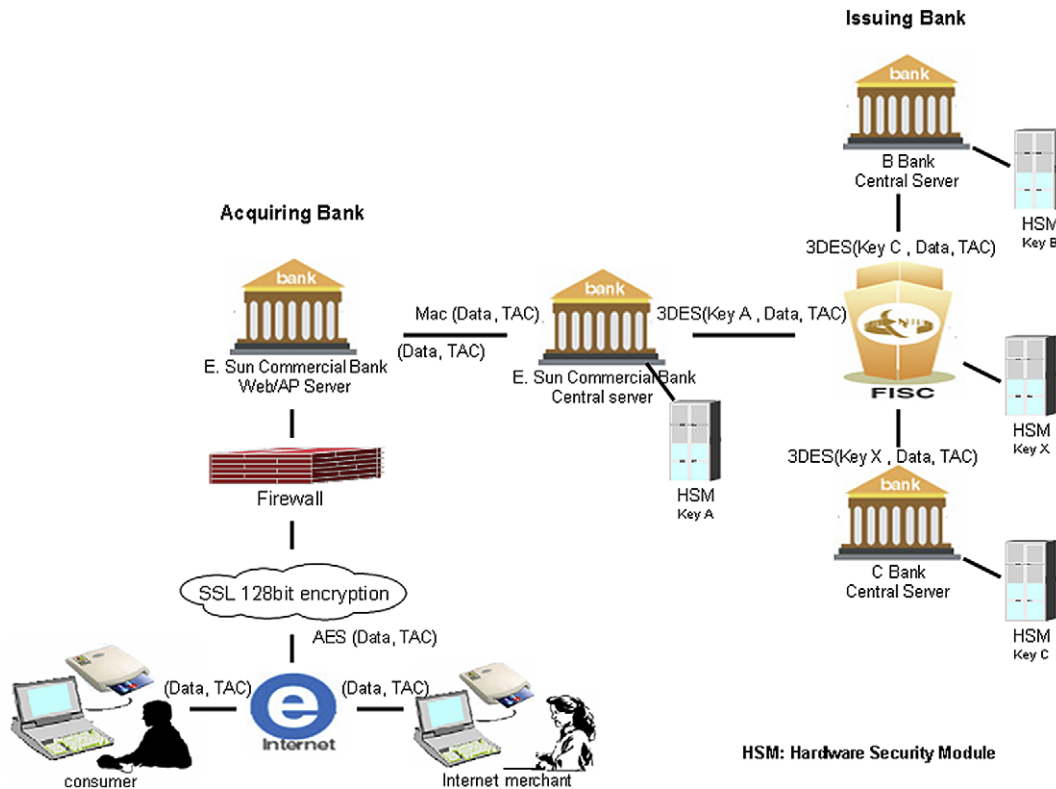 Issuing Bank
bank
B Bank
Central Server
HSM
Key B
Acquiring Bank
3DES(Key C , Data, TAC)
bank
E. Sun Commercial Bank
Web/AP Server
Mac (Data, TAC)
(Data, TAC)
bank
E. Sun Commercial Bank
Central server
3DES(Key A , Data, TAC)
FISC
HSM
Key X
HSM
Key A
3DES(Key X , Data, TAC)
bank
C Bank
Central Server
HSM
Key C
Firewall
SSL 128bit encryption
AES (Data, TAC)
(Data, TAC)
e
Internet
(Data, TAC)
consumer
Internet merchant
HSM: Hardware Security Module